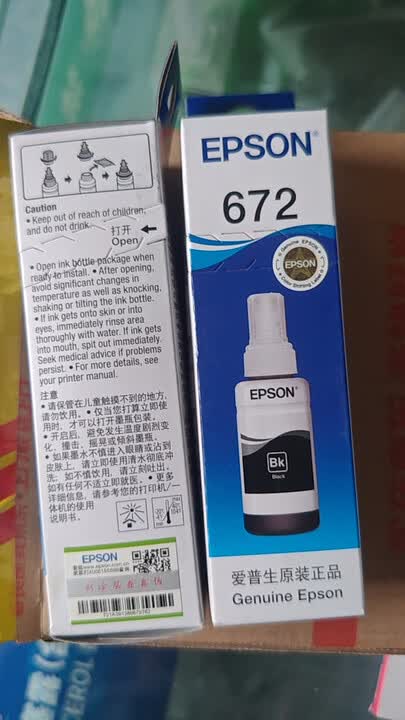 Caution
• Keep out of reach of children,
and do not drink.
打开
Open
• Open ink bottle package when
ready to install. • After opening,
avoid significant changes in
temperature as well as knocking,
shaking or tilting the ink bottle.
• If ink gets onto skin or into
eyes, immediately rinse area
thoroughly with water. If ink gets
into mouth, spit out immediately.
Seek medical advice if problems
persist. • For more details, see
your printer manual.
注意
• 请保管在儿童触摸不到的地方,
请勿饮用。• 仅当您打算立即使
用时, 才可以打开墨瓶包装。
• 开启后, 避免发生温度剧烈变
化、撞击、摇晃或倾斜墨瓶。
• 如果墨水不慎进入眼睛或沾到
皮肤上, 请立即使用清水彻底冲
洗; 如不慎饮用, 请立刻吐出,
如有任何不适立即就医。• 更多
详细信息, 请参考您的打印机/一
体机的使用
说明书。
EPSON
EPSON®
672
Genuine EPSON
EPSON
EPSON
Bk
Black
爱普生原装正品
Genuine Epson